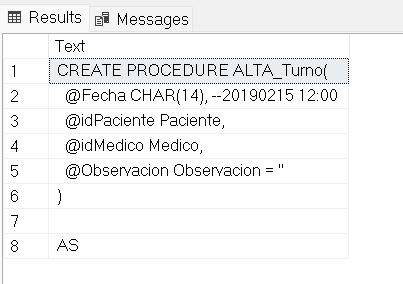 Results Messages
Text
1 CREATE PROCEDURE ALTA_Turno(
2 @Fecha CHAR(14), --20190215 12:00
3 @idPaciente Paciente,
4 @idMedico Medico,
5 @Observacion Observacion = ''
6 )
7
8 AS